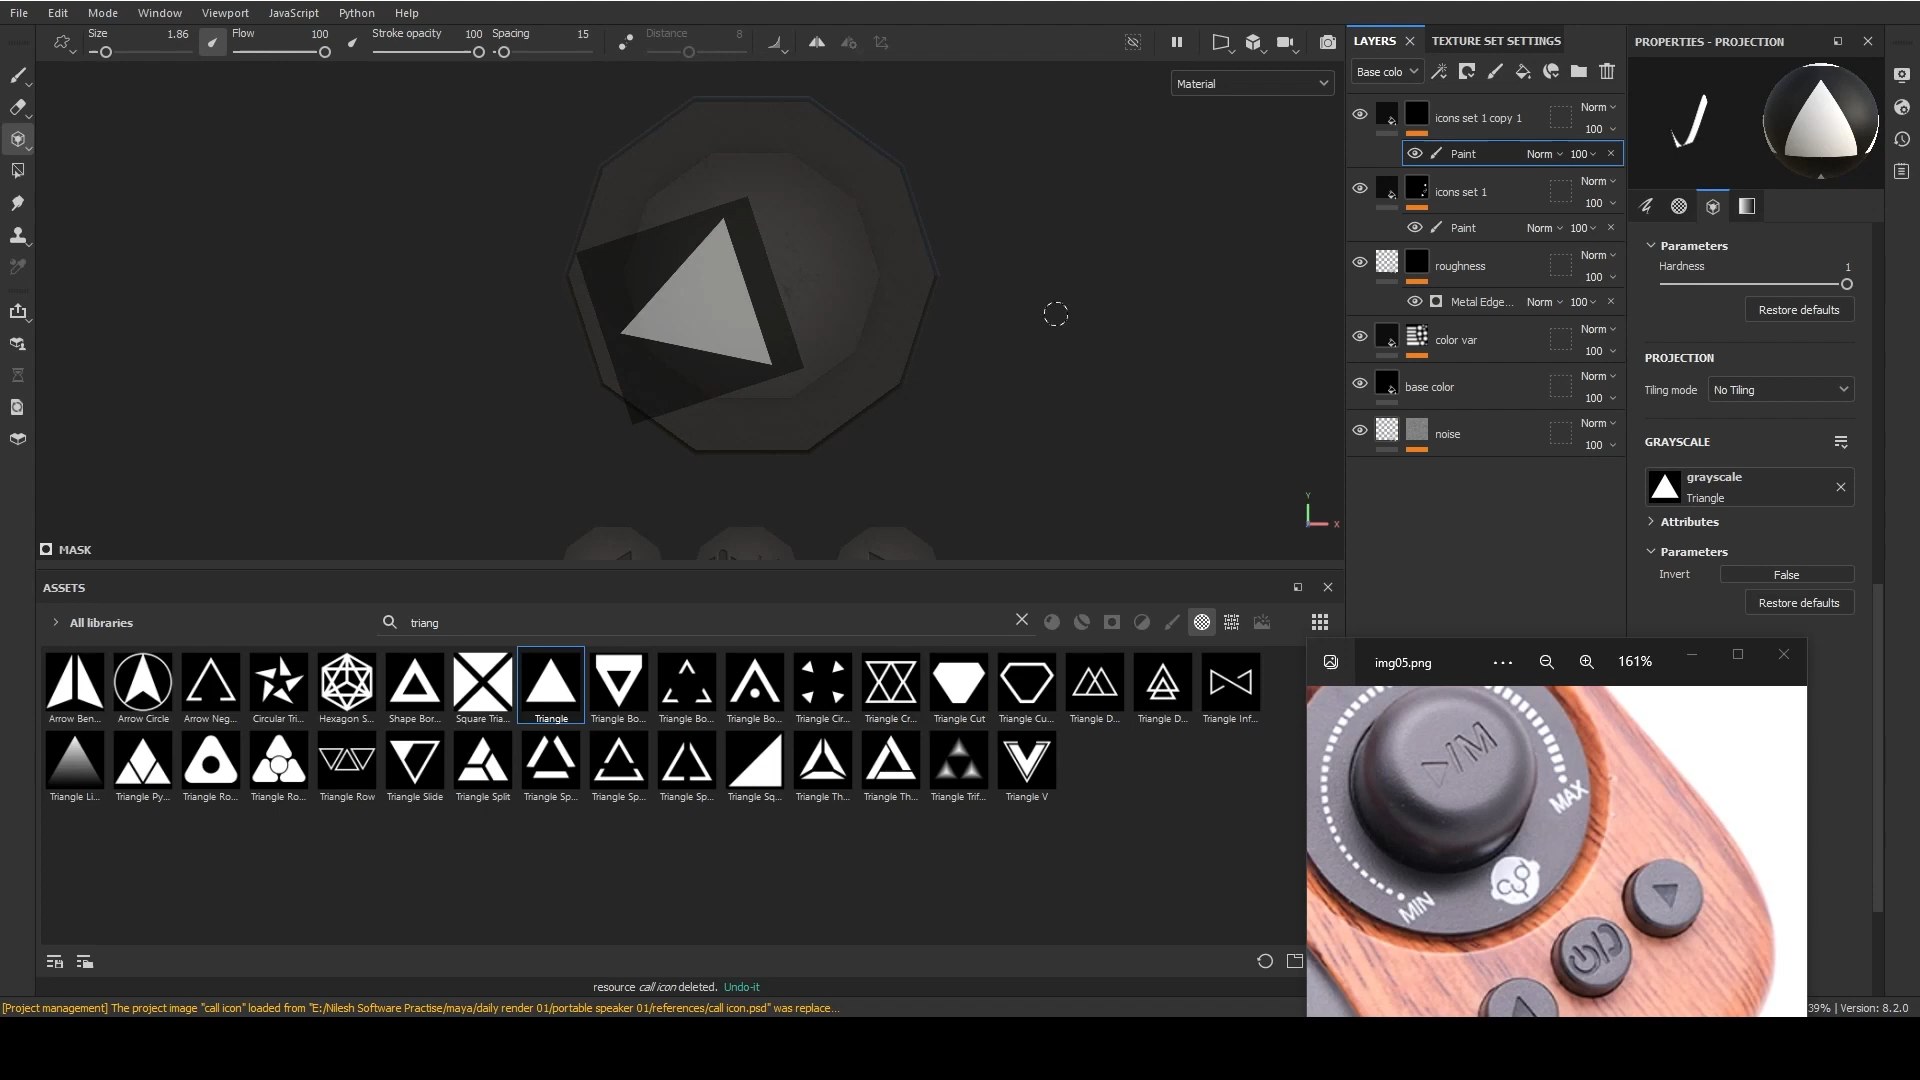 File Edit Mode Window Viewport JavaScript Python Help
Size 1.86 Flow 100 Stroke opacity 100 Spacing 15 Distance 8
Material
MASK
Y
X
LAYERS TEXTURE SET SETTINGS
Base colo
icons set 1 copy 1 Norm 100
Paint Norm 100
icons set 1 Norm 100
Paint Norm 100
roughness Norm 100
Metal Edge... Norm 100
color var Norm 100
base color Norm 100
noise Norm 100
PROPERTIES - PROJECTION
Parameters
Hardness 1
Restore defaults
PROJECTION
Tiling mode No Tiling
GRAYSCALE
grayscale
Triangle
Attributes
Parameters
Invert False
Restore defaults
ASSETS
All libraries triang
Arrow Ben... Arrow Circle Arrow Neg... Circular Tri... Hexagon S... Shape Bor... Square Tria... Triangle Triangle Bo... Triangle Bo... Triangle Bo... Triangle Cir... Triangle Cr... Triangle Cut Triangle Cu... Triangle D... Triangle D... Triangle Inf...
Triangle Li... Triangle Py... Triangle Ro... Triangle Ro... Triangle Row Triangle Slide Triangle Split Triangle Sp... Triangle Sp... Triangle Sp... Triangle Sq... Triangle Th... Triangle Th... Triangle Trif... Triangle V
img05.png ... 161%
M
MAX
MIN
resource call icon deleted. Undo-it
[Project management] The project image "call icon" loaded from "E:/Nilesh Software Practise/maya/daily render 01/portable speaker 01/references/call icon.psd" was replace...
39% | Version: 8.2.0